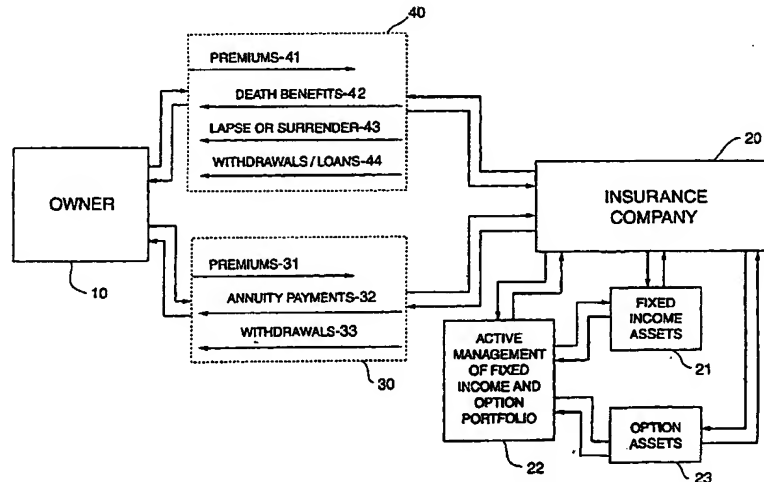 40
PREMIUMS-41
DEATH BENEFITS-42
LAPSE OR SURRENDER-43
WITHDRAWALS / LOANS-44
OWNER
10
PREMIUMS-31
ANNUITY PAYMENTS-32
WITHDRAWALS-33
30
20
INSURANCE
COMPANY
ACTIVE
MANAGEMENT
OF FIXED
INCOME AND
OPTION
PORTFOLIO
22
FIXED
INCOME
ASSETS
21
OPTION
ASSETS
23